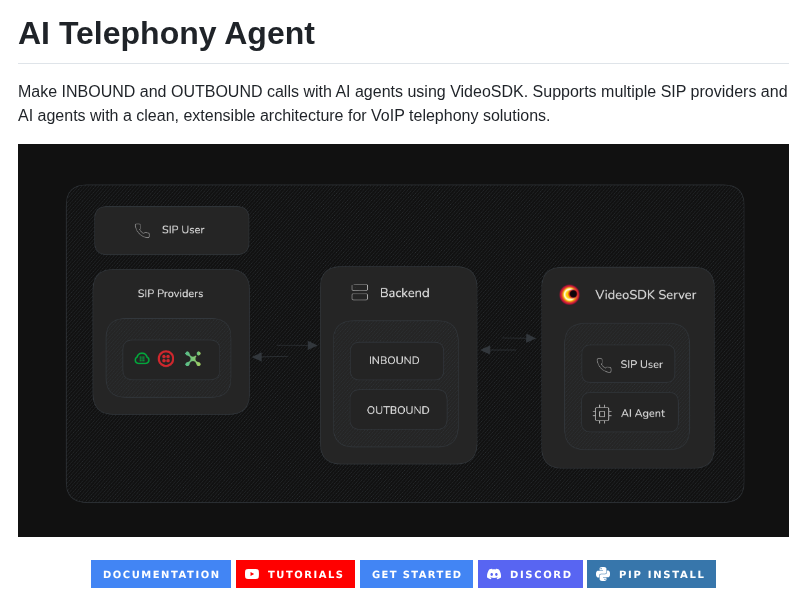 AI Telephony Agent
Make INBOUND and OUTBOUND calls with AI agents using VideoSDK. Supports multiple SIP providers and
AI agents with a clean, extensible architecture for VoIP telephony solutions.
SIP User
SIP Providers
Backend
INBOUND
OUTBOUND
VideoSDK Server
SIP User
AI Agent
DOCUMENTATION
TUTORIALS
GET STARTED
DISCORD
PIP INSTALL